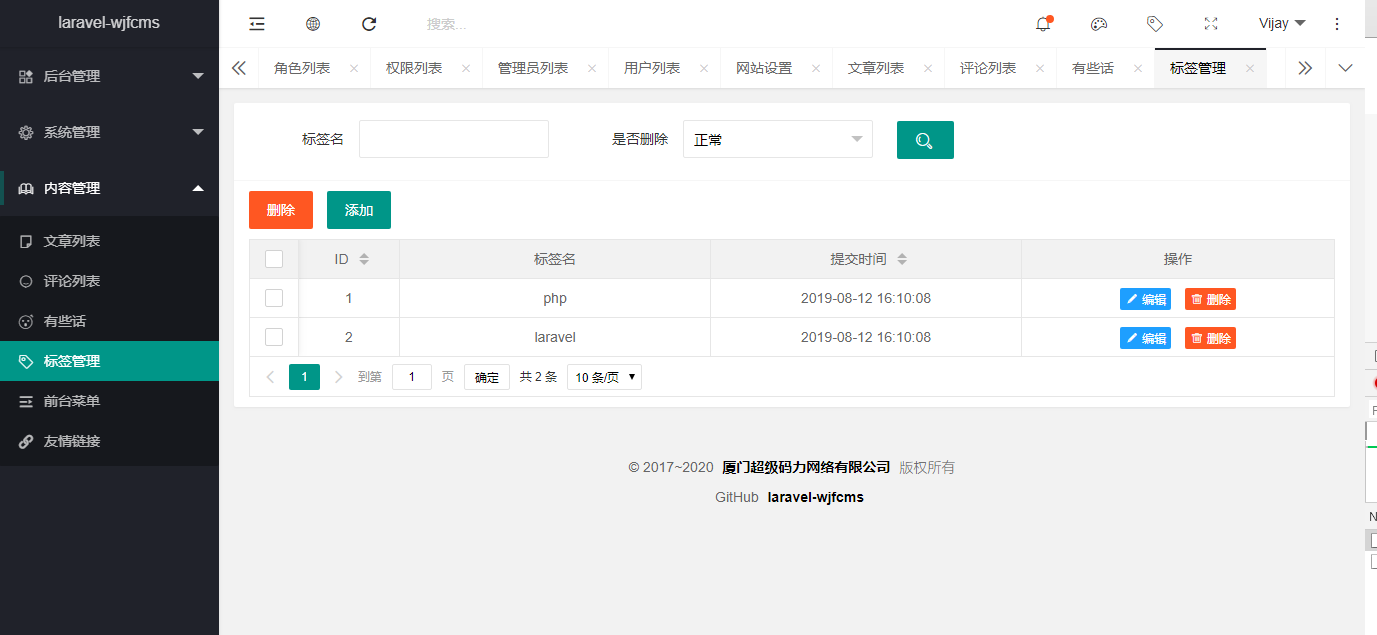 laravel-wjfcms
搜索...
Vijay
后台管理
系统管理
内容管理
文章列表
评论列表
有些话
标签管理
前台菜单
友情链接
角色列表 权限列表 管理员列表 用户列表 网站设置 文章列表 评论列表 有些话 标签管理
标签名 是否删除 正常
删除 添加
ID 标签名 提交时间 操作
1 php 2019-08-12 16:10:08 编辑 删除
2 laravel 2019-08-12 16:10:08 编辑 删除
1 到第 1 页 确定 共 2 条 10 条/页
© 2017~2020 厦门超级码力网络有限公司 版权所有
GitHub laravel-wjfcms